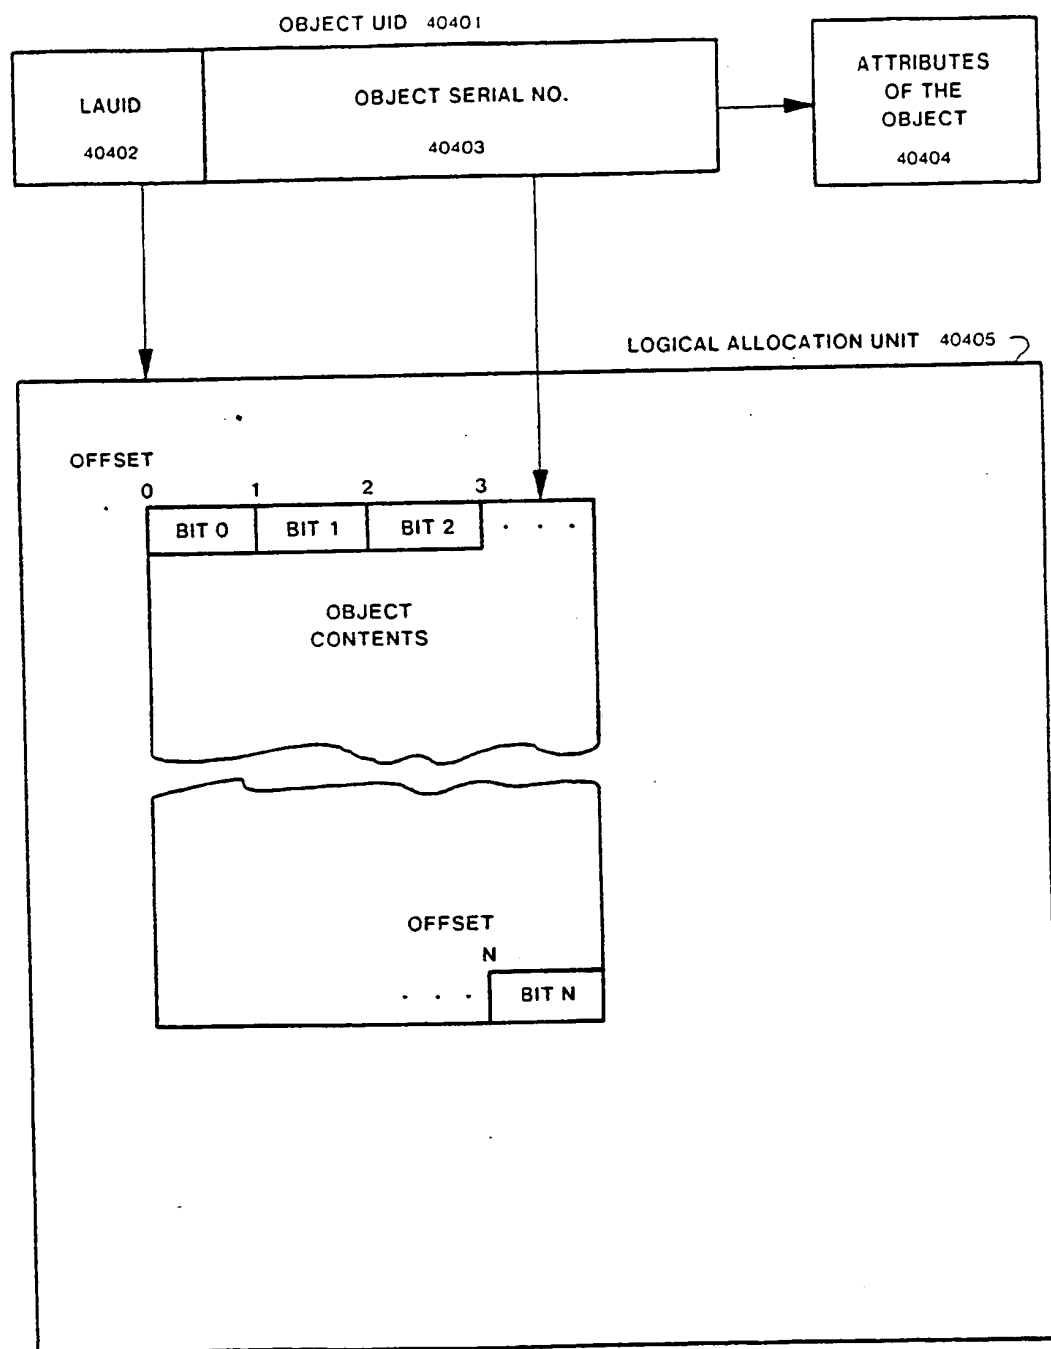 OBJECT UID 40401
LAUID
40402
OBJECT SERIAL NO.
40403
ATTRIBUTES
OF THE
OBJECT
40404
LOGICAL ALLOCATION UNIT 40405
OFFSET
0 1 2 3
BIT 0 BIT 1 BIT 2 . . .
OBJECT
CONTENTS
OFFSET
N
. . . BIT N